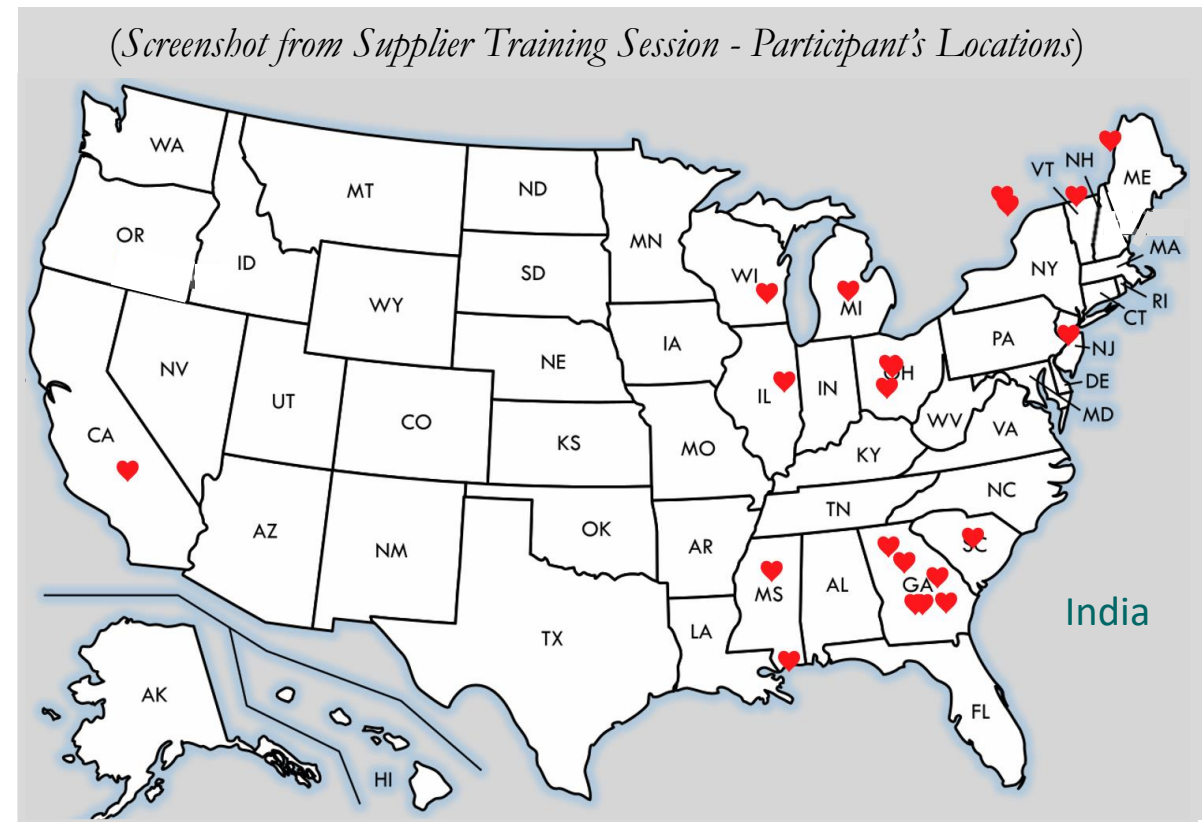 (Screenshot from Supplier Training Session - Participant's Locations)
WA
MT
ND
MN
VT
NH
ME
OR
ID
SD
WI
MI
NY
MA
RI
CT
WY
IA
PA
NJ
NE
NV
UT
CO
IL
IN
OH
DE
MD
WV
VA
CA
KS
MO
KY
NC
TN
AZ
NM
OK
AR
SC
MS
AL
GA
India
TX
LA
AK
FL
HI